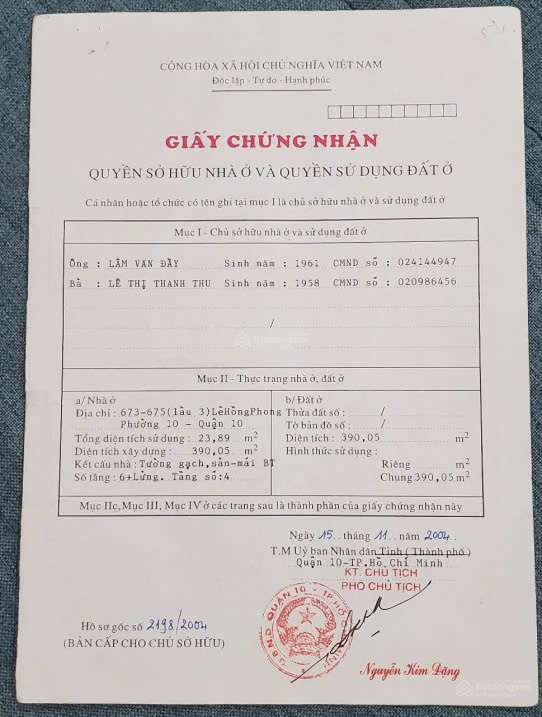 CỘNG HÒA XÃ HỘI CHỦ NGHĨA VIỆT NAM
Độc lập - Tự do - Hạnh phúc
GIẤY CHỨNG NHẬN
QUYỀN SỞ HỮU NHÀ Ở VÀ QUYỀN SỬ DỤNG ĐẤT Ở
Cá nhân hoặc tổ chức có tên ghi tại mục I là chủ sở hữu nhà ở và sử dụng đất ở
Mục I - Chủ sở hữu nhà ở và sử dụng đất ở
Ông : LÂM VĂN ĐẦY Sinh năm : 1961 CMND số : 024144947
Bà : LÊ THỊ THANH THU Sinh năm : 1958 CMND số : 020986456
/
Mục II - Thực trạng nhà ở, đất ở
a/ Nhà ở
Địa chỉ : 673-675(lầu 3)LêHồngPhong
Phường 10 - Quận 10
Tổng diện tích sử dụng : 23,89 m2
Diện tích xây dựng : 390,05 m2
Kết cấu nhà : Tường gạch,sàn-mái BT
Số tầng : 6+Lửng. Tầng số:4
b/ Đất ở
Thửa đất số : /
Tờ bản đồ số : /
Diện tích : 390,05 m2
Hình thức sử dụng :
Riêng m2
Chung 390,05 m2
Mục IIc, Mục III, Mục IV ở các trang sau là thành phần của giấy chứng nhận này
Ngày 15 tháng 11 năm 2004
T.M Uỷ ban Nhân dân Tỉnh ( Thành phố )
Quận 10-TP.Hồ Chí Minh
KT. CHỦ TỊCH
PHÓ CHỦ TỊCH
U.B.N.D QUẬN 10 - TP HỒ CHÍ MINH
Hồ sơ gốc số 2198/2004
(BẢN CẤP CHO CHỦ SỞ HỮU)
Nguyễn Kim Dâng
Batdongsan